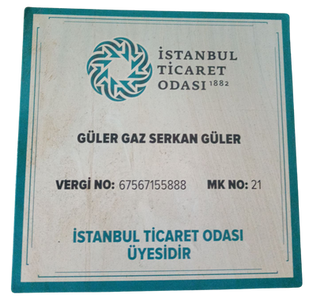 İSTANBUL
TİCARET
ODASI 1882
GÜLER GAZ SERKAN GÜLER
VERGİ NO: 67567155888 MK NO: 21
İSTANBUL TİCARET ODASI
ÜYESİDİR